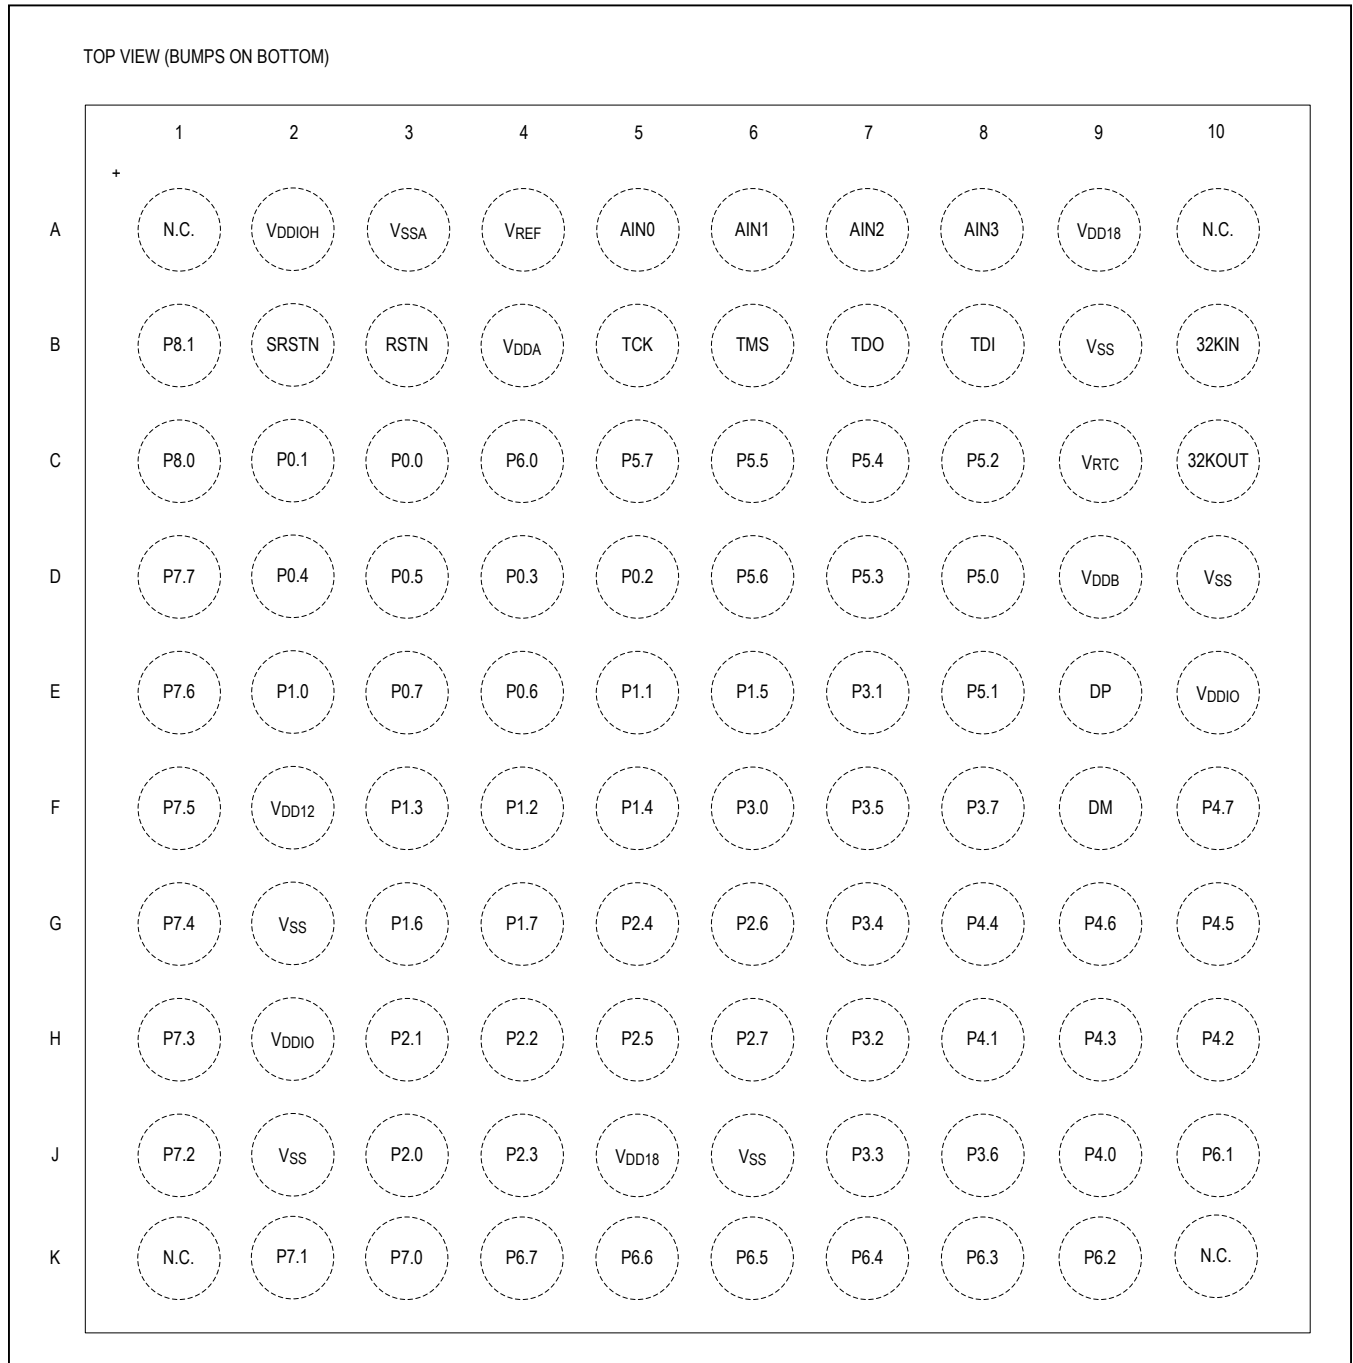 TOP VIEW (BUMPS ON BOTTOM)
1 2 3 4 5 6 7 8 9 10
+
A N.C. VDDIOH VSSA VREF AIN0 AIN1 AIN2 AIN3 VDD18 N.C.
B P8.1 SRSTN RSTN VDDA TCK TMS TDO TDI VSS 32KIN
C P8.0 P0.1 P0.0 P6.0 P5.7 P5.5 P5.4 P5.2 VRTC 32KOUT
D P7.7 P0.4 P0.5 P0.3 P0.2 P5.6 P5.3 P5.0 VDDB VSS
E P7.6 P1.0 P0.7 P0.6 P1.1 P1.5 P3.1 P5.1 DP VDDIO
F P7.5 VDD12 P1.3 P1.2 P1.4 P3.0 P3.5 P3.7 DM P4.7
G P7.4 VSS P1.6 P1.7 P2.4 P2.6 P3.4 P4.4 P4.6 P4.5
H P7.3 VDDIO P2.1 P2.2 P2.5 P2.7 P3.2 P4.1 P4.3 P4.2
J P7.2 VSS P2.0 P2.3 VDD18 VSS P3.3 P3.6 P4.0 P6.1
K N.C. P7.1 P7.0 P6.7 P6.6 P6.5 P6.4 P6.3 P6.2 N.C.